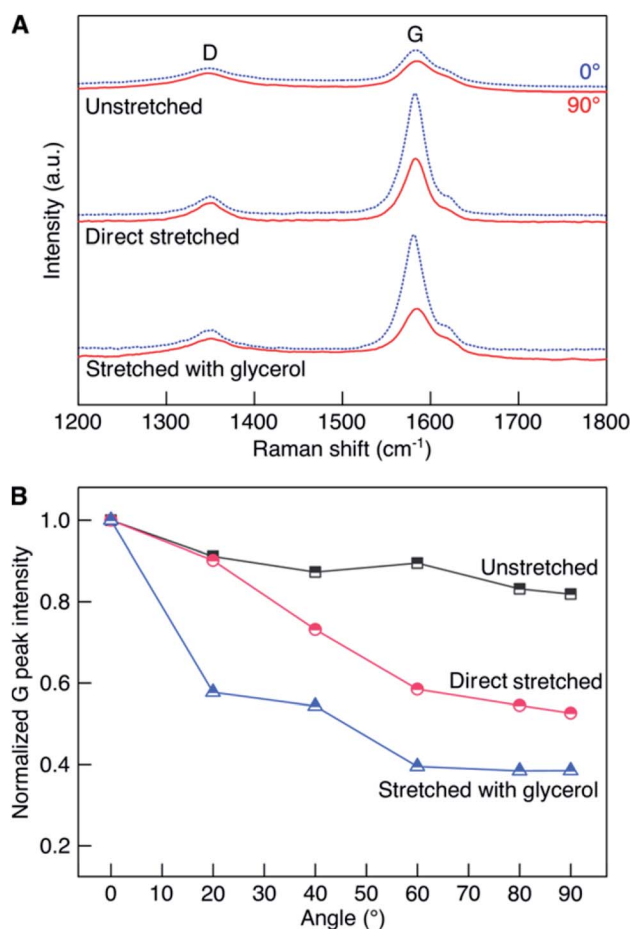 A
D
G
0°
90°
Unstretched
Direct stretched
Stretched with glycerol
Intensity (a.u.)
1200 1300 1400 1500 1600 1700 1800
Raman shift (cm⁻¹)
B
1.0
0.8
0.6
0.4
0.2
Normalized G peak intensity
Unstretched
Direct stretched
Stretched with glycerol
0 10 20 30 40 50 60 70 80 90
Angle (°)